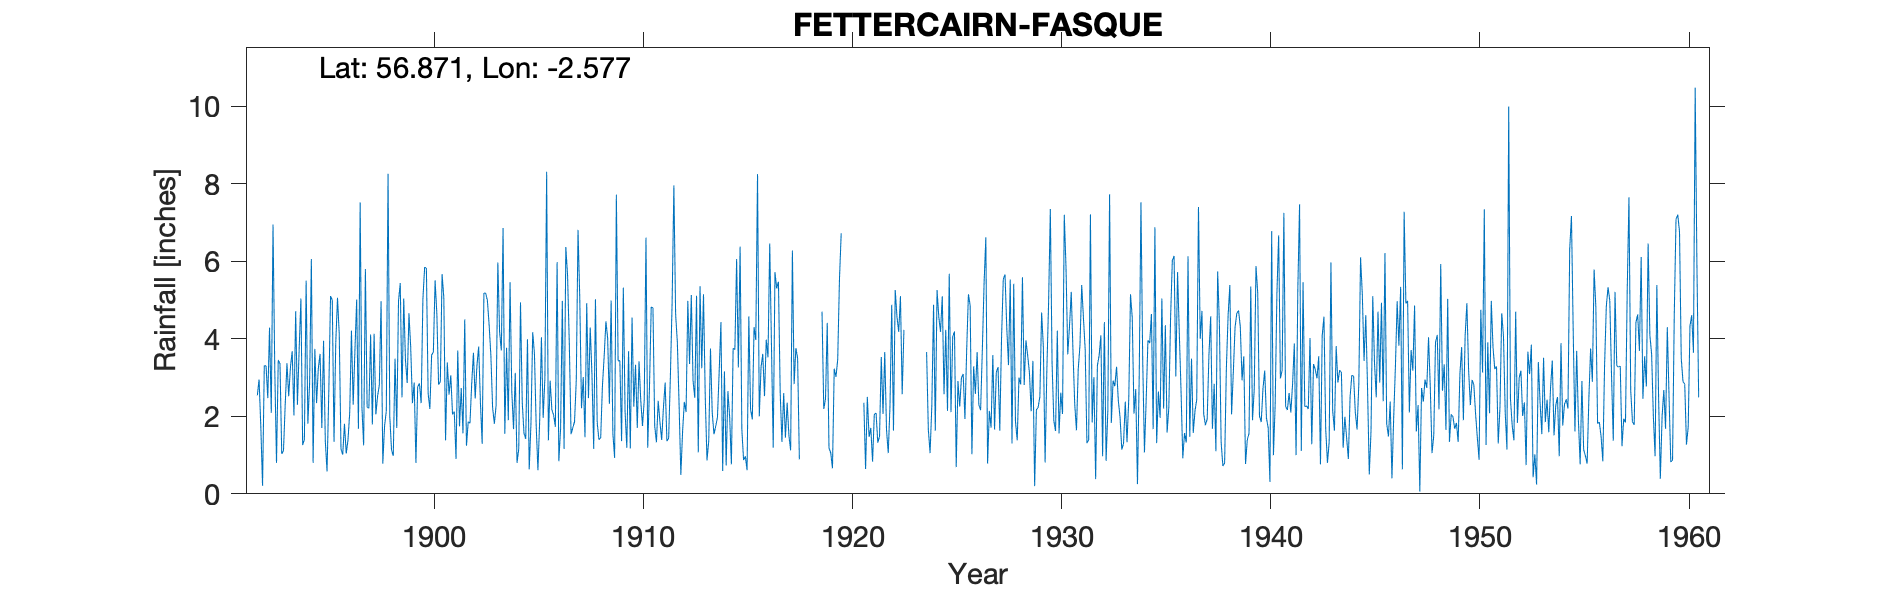 FETTERCAIRN-FASQUE
Lat: 56.871, Lon: -2.577
Rainfall [inches]
10
8
6
4
2
0
1900 1910 1920 1930 1940 1950 1960
Year